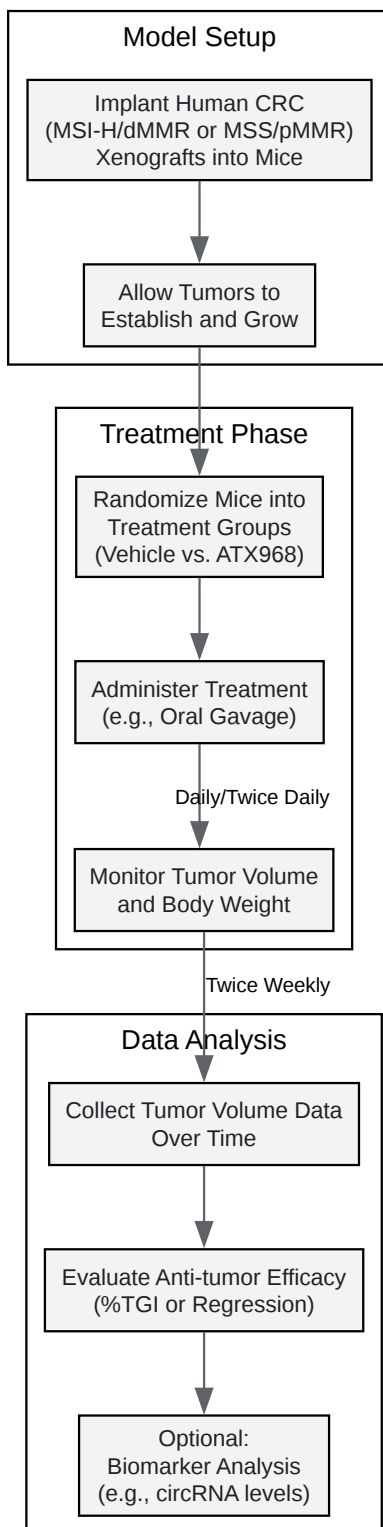 Model Setup
Implant Human CRC
(MSI-H/dMMR or MSS/pMMR)
Xenografts into Mice
Allow Tumors to
Establish and Grow
Treatment Phase
Randomize Mice into
Treatment Groups
(Vehicle vs. ATX968)
Administer Treatment
(e.g., Oral Gavage)
Daily/Twice Daily
Monitor Tumor Volume
and Body Weight
Twice Weekly
Data Analysis
Collect Tumor Volume Data
Over Time
Evaluate Anti-tumor Efficacy
(%TGI or Regression)
Optional:
Biomarker Analysis
(e.g., circRNA levels)